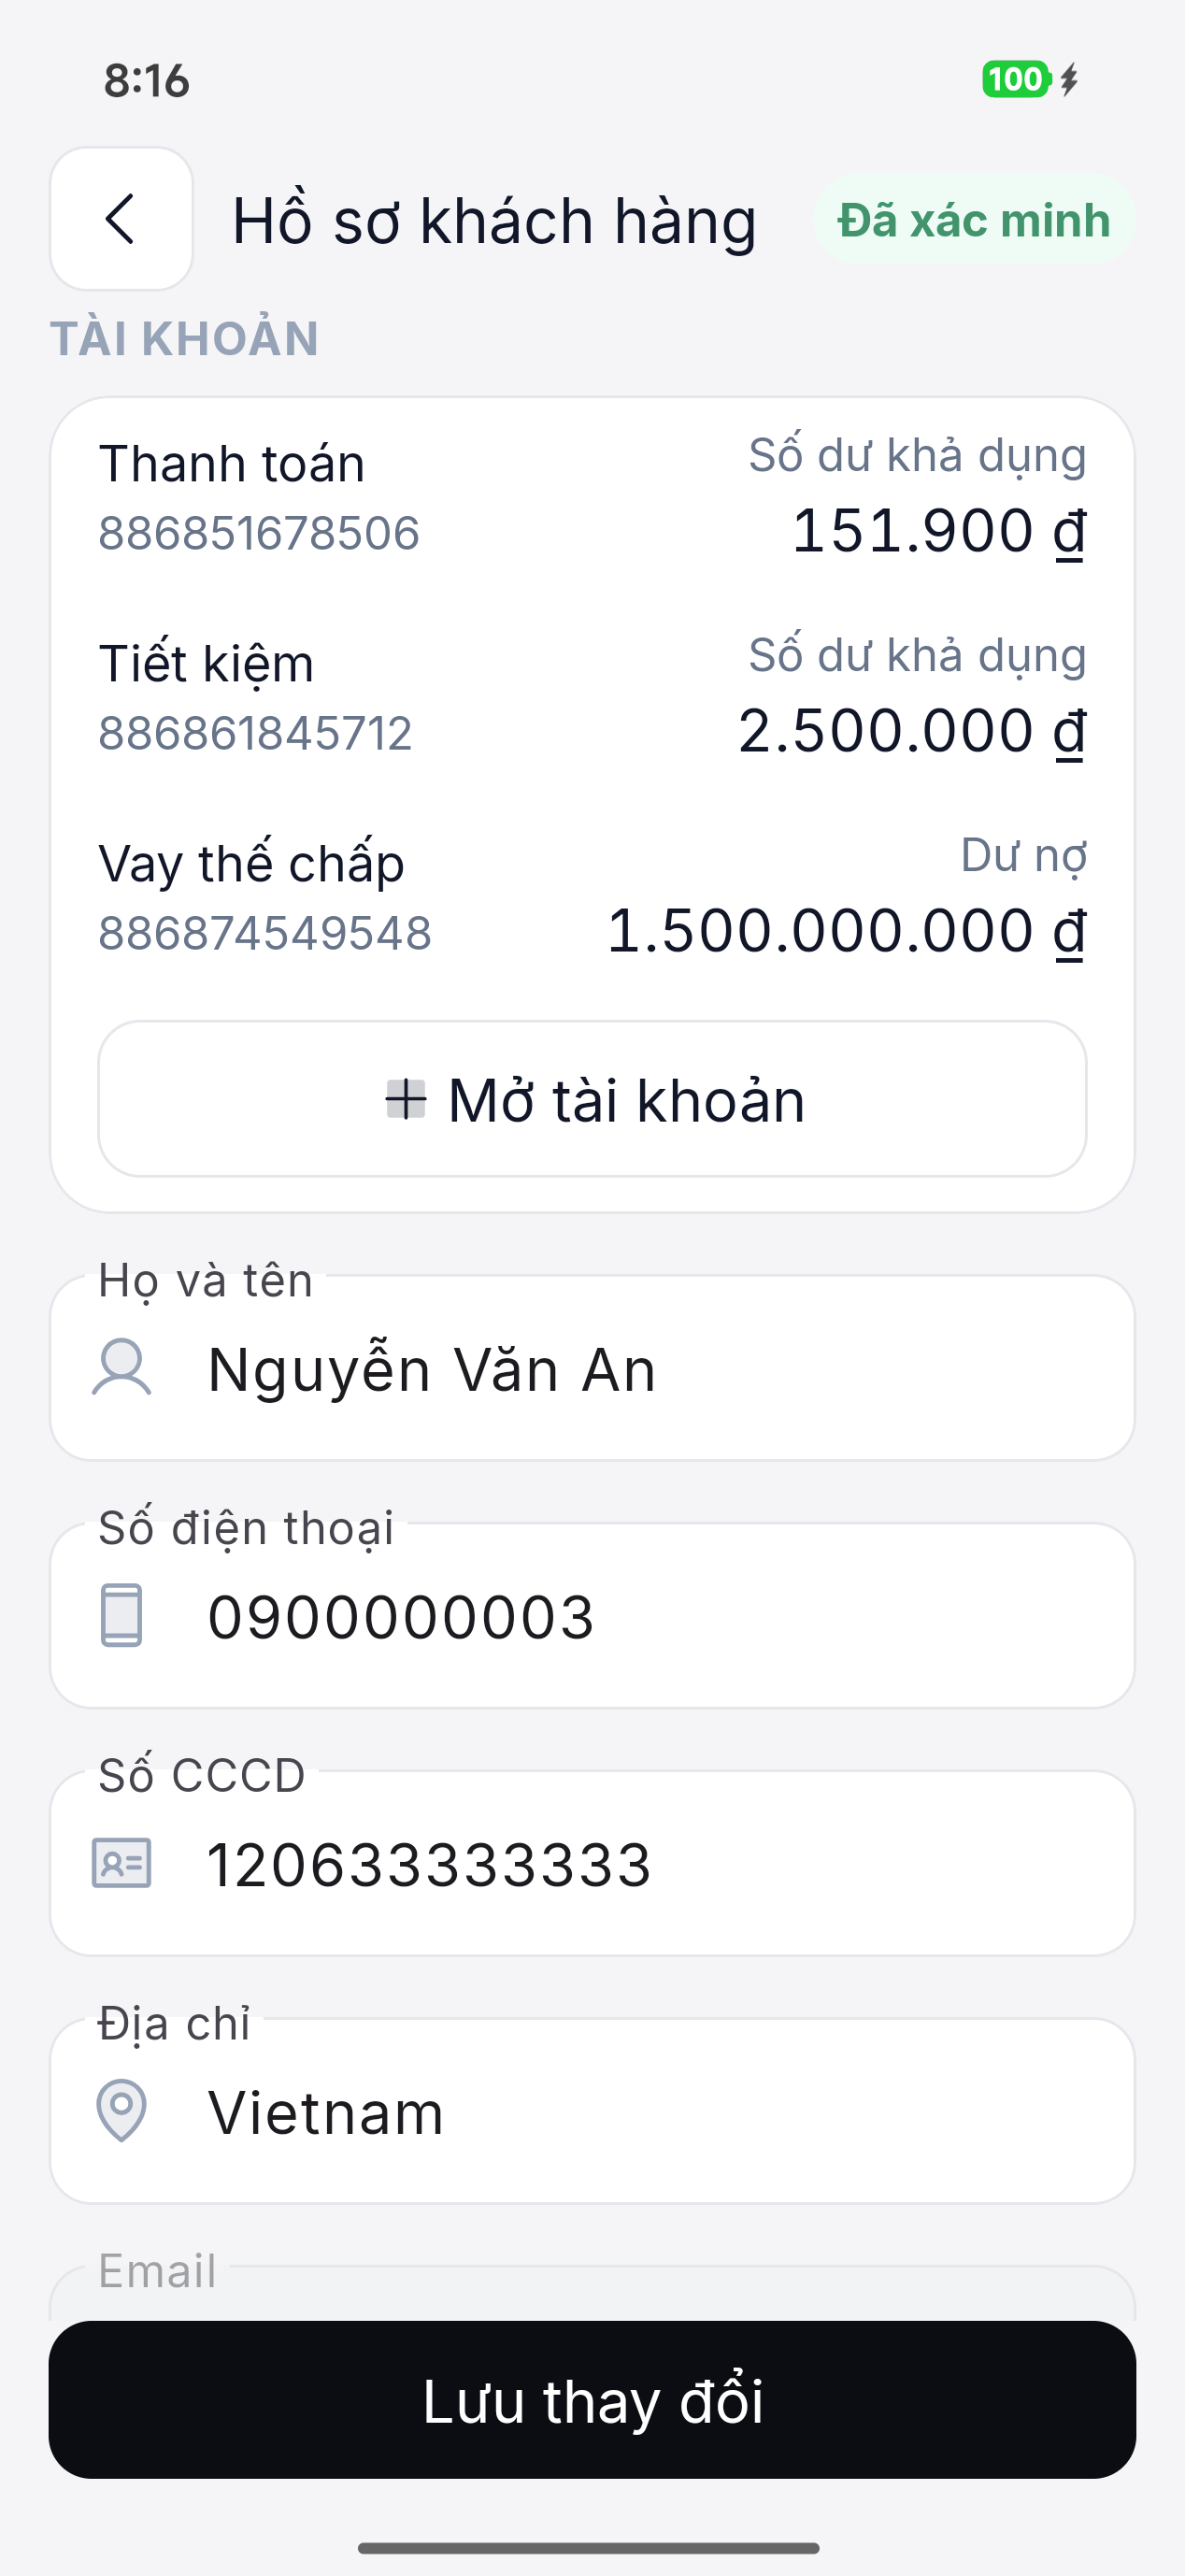 8:16
100
Hồ sơ khách hàng
Đã xác minh
TÀI KHOẢN
Thanh toán
Số dư khả dụng
886851678506
151.900 ₫
Tiết kiệm
Số dư khả dụng
886861845712
2.500.000 ₫
Vay thế chấp
Dư nợ
886874549548
1.500.000.000 ₫
Mở tài khoản
Họ và tên
Nguyễn Văn An
Số điện thoại
0900000003
Số CCCD
120633333333
Địa chỉ
Vietnam
Email
Lưu thay đổi